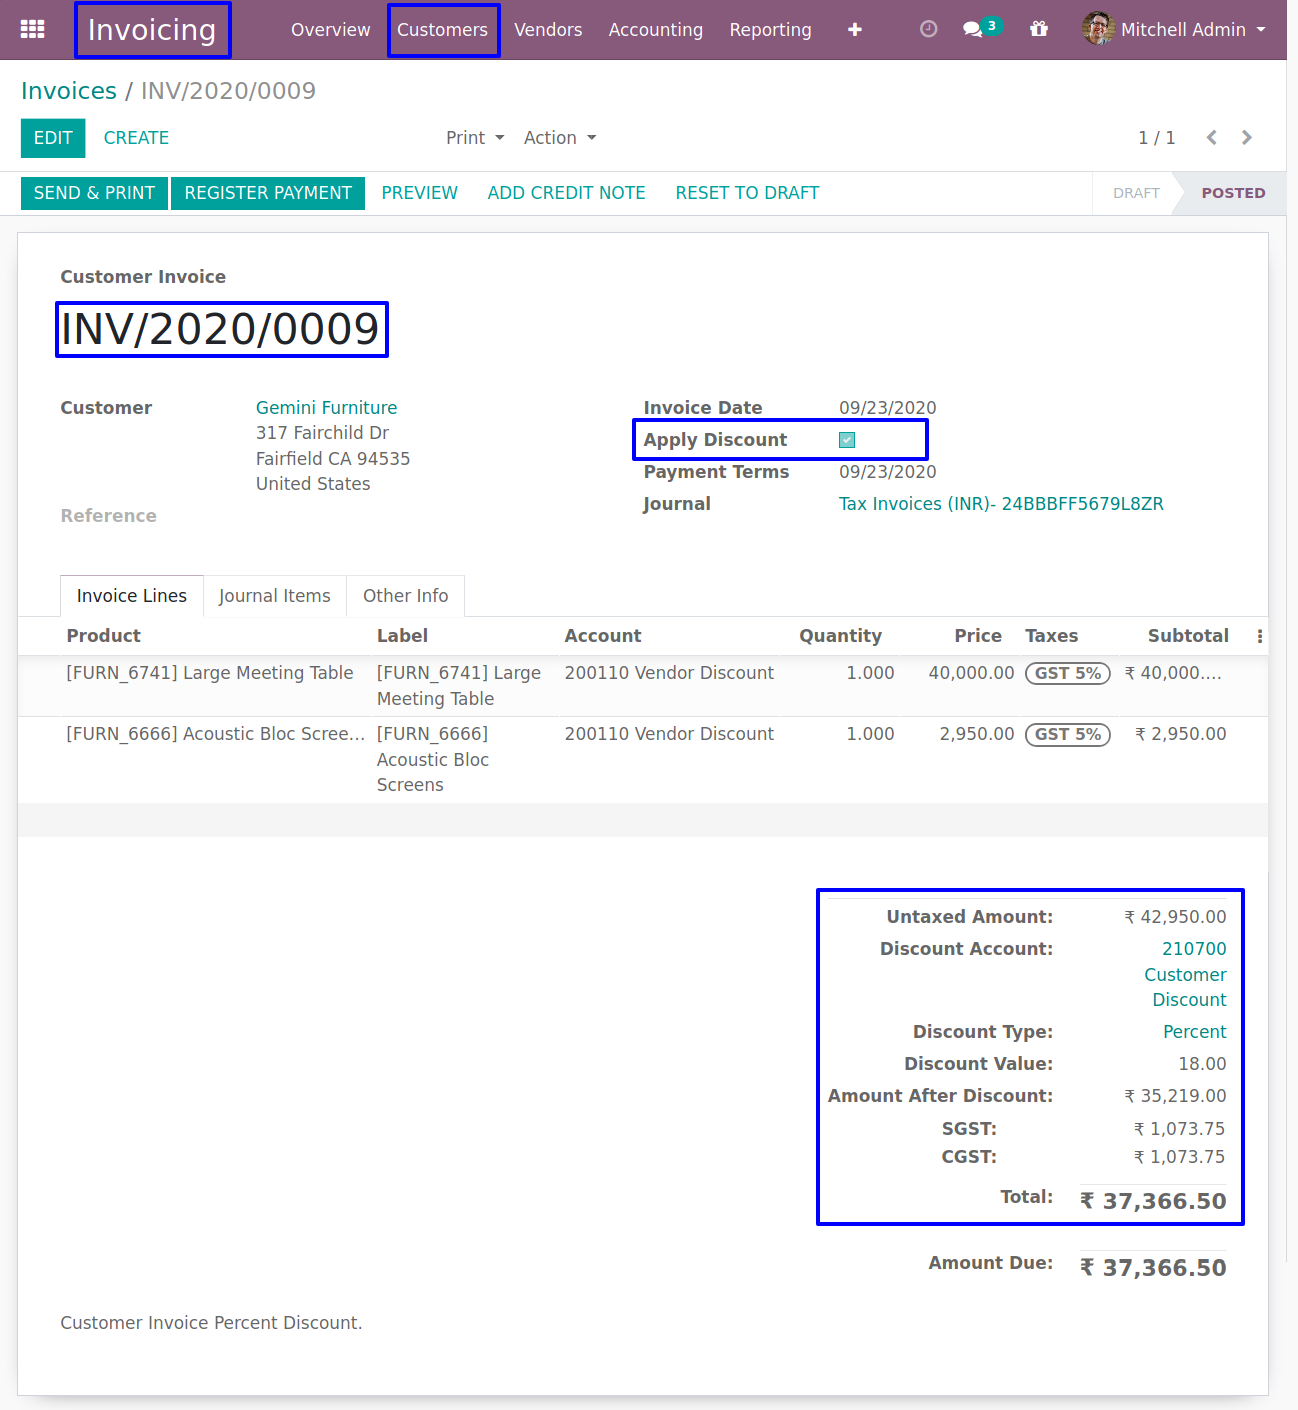 Invoicing Overview Customers Vendors Accounting Reporting 3 Mitchell Admin
Invoices / INV/2020/0009
EDIT CREATE Print Action 1 / 1
SEND & PRINT REGISTER PAYMENT PREVIEW ADD CREDIT NOTE RESET TO DRAFT DRAFT POSTED
Customer Invoice
INV/2020/0009
Customer Gemini Furniture
317 Fairchild Dr
Fairfield CA 94535
United States
Reference
Invoice Date 09/23/2020
Apply Discount
Payment Terms 09/23/2020
Journal Tax Invoices (INR)- 24BBBFF5679L8ZR
Invoice Lines Journal Items Other Info
Product Label Account Quantity Price Taxes Subtotal
[FURN_6741] Large Meeting Table [FURN_6741] Large 200110 Vendor Discount 1.000 40,000.00 GST 5% ₹ 40,000....
Meeting Table
[FURN_6666] Acoustic Bloc Scree... [FURN_6666] 200110 Vendor Discount 1.000 2,950.00 GST 5% ₹ 2,950.00
Acoustic Bloc
Screens
Untaxed Amount: ₹ 42,950.00
Discount Account: 210700
Customer
Discount
Discount Type: Percent
Discount Value: 18.00
Amount After Discount: ₹ 35,219.00
SGST: ₹ 1,073.75
CGST: ₹ 1,073.75
Total: ₹ 37,366.50
Amount Due: ₹ 37,366.50
Customer Invoice Percent Discount.